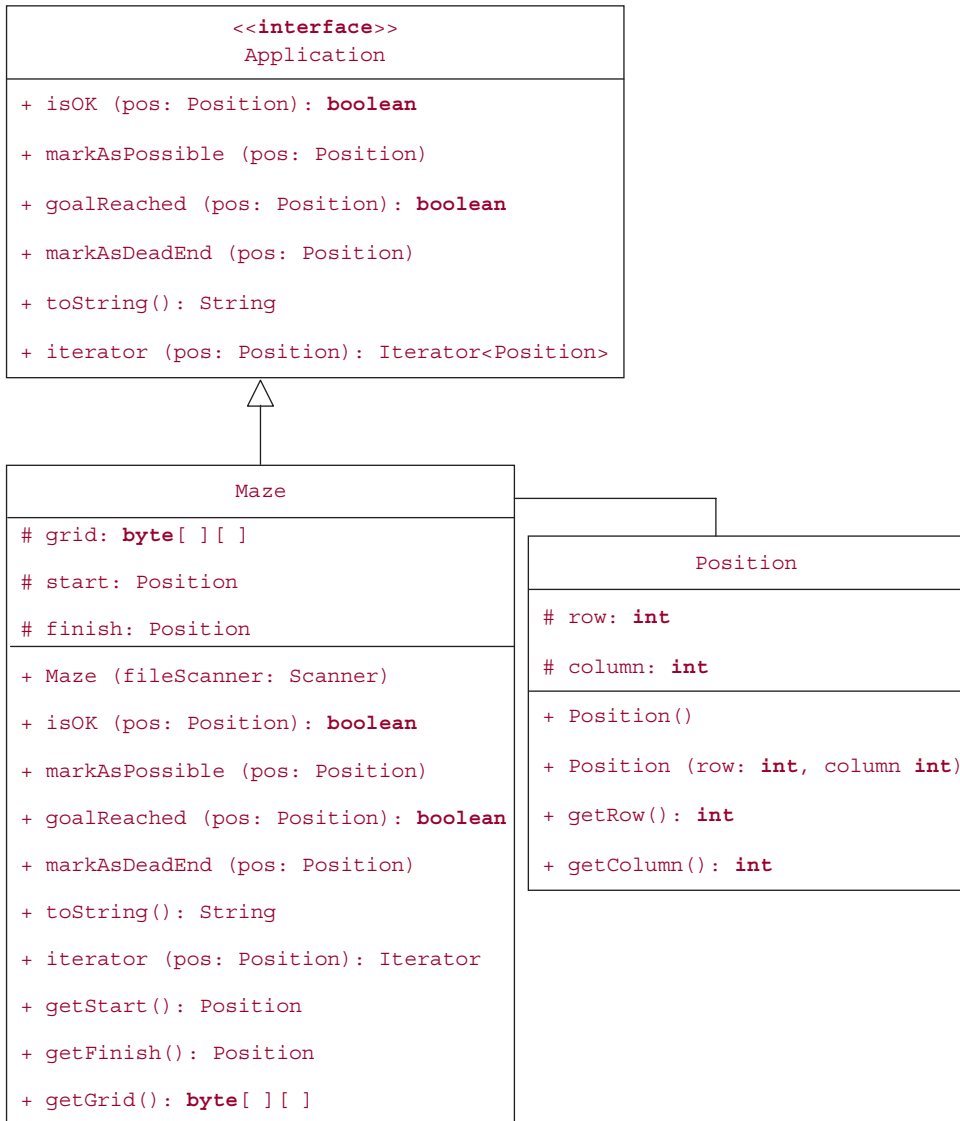 <<interface>>
Application
+ isOK (pos: Position): boolean
+ markAsPossible (pos: Position)
+ goalReached (pos: Position): boolean
+ markAsDeadEnd (pos: Position)
+ toString(): String
+ iterator (pos: Position): Iterator<Position>
Maze
# grid: byte[ ][ ]
# start: Position
# finish: Position
+ Maze (fileScanner: Scanner)
+ isOK (pos: Position): boolean
+ markAsPossible (pos: Position)
+ goalReached (pos: Position): boolean
+ markAsDeadEnd (pos: Position)
+ toString(): String
+ iterator (pos: Position): Iterator
+ getStart(): Position
+ getFinish(): Position
+ getGrid(): byte[ ][ ]
Position
# row: int
# column: int
+ Position()
+ Position (row: int, column int)
+ getRow(): int
+ getColumn(): int